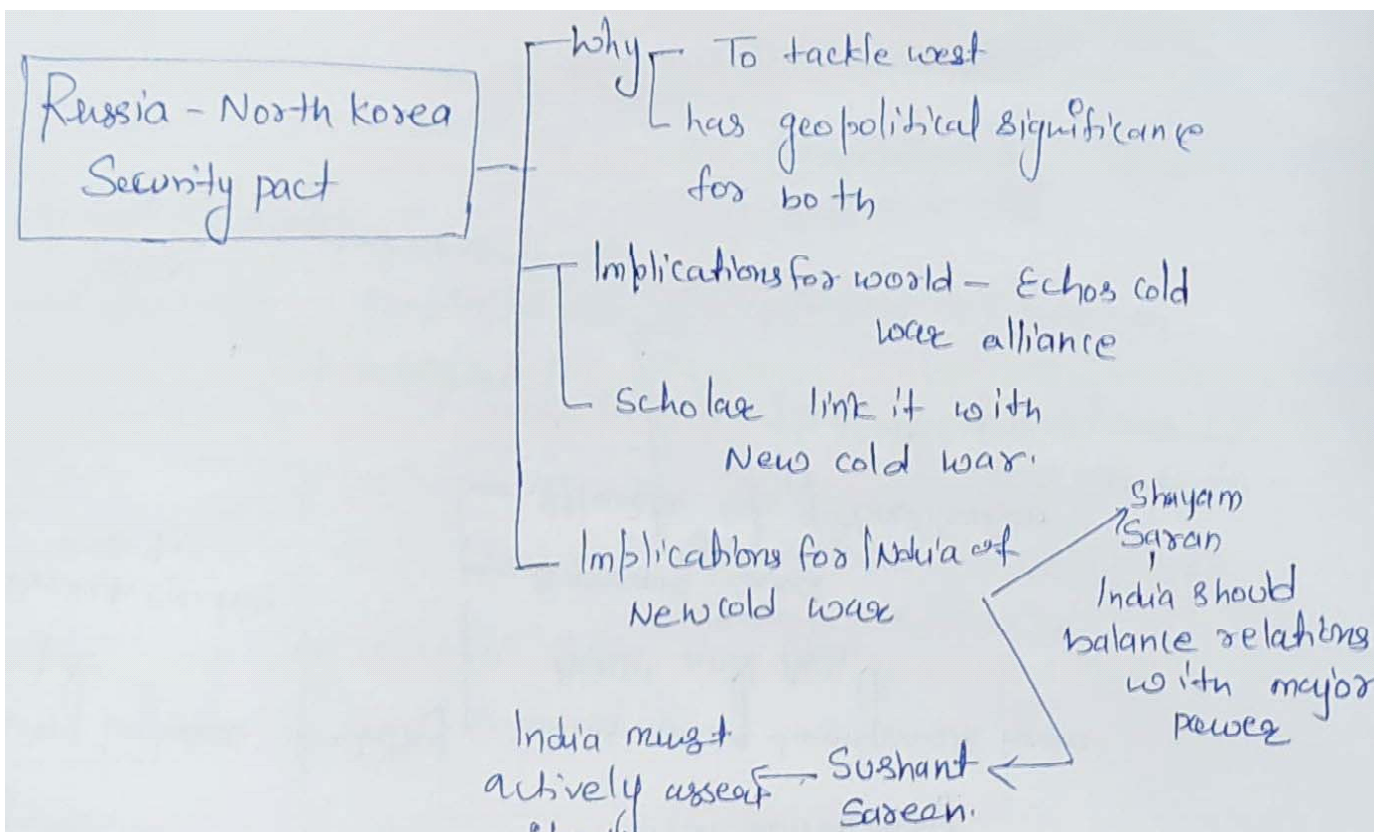 Russia - North Korea
Security pact
Why
To tackle west
has geopolitical significance
for both
Implications for world - Echos cold
war alliance
Scholar link it with
New cold war.
Implications for India of
New cold war
Shayam
Saran
India should
balance relations
with major
power
Sushant
Sareen.
India must
actively assert